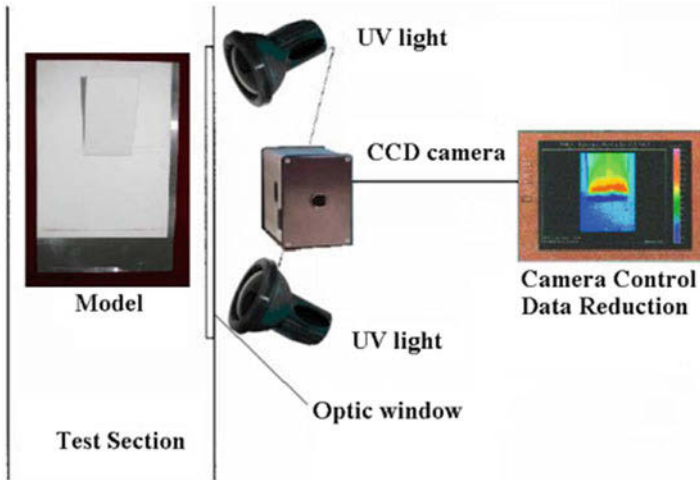 UV light
CCD camera
Model
Camera Control
Data Reduction
UV light
Optic window
Test Section